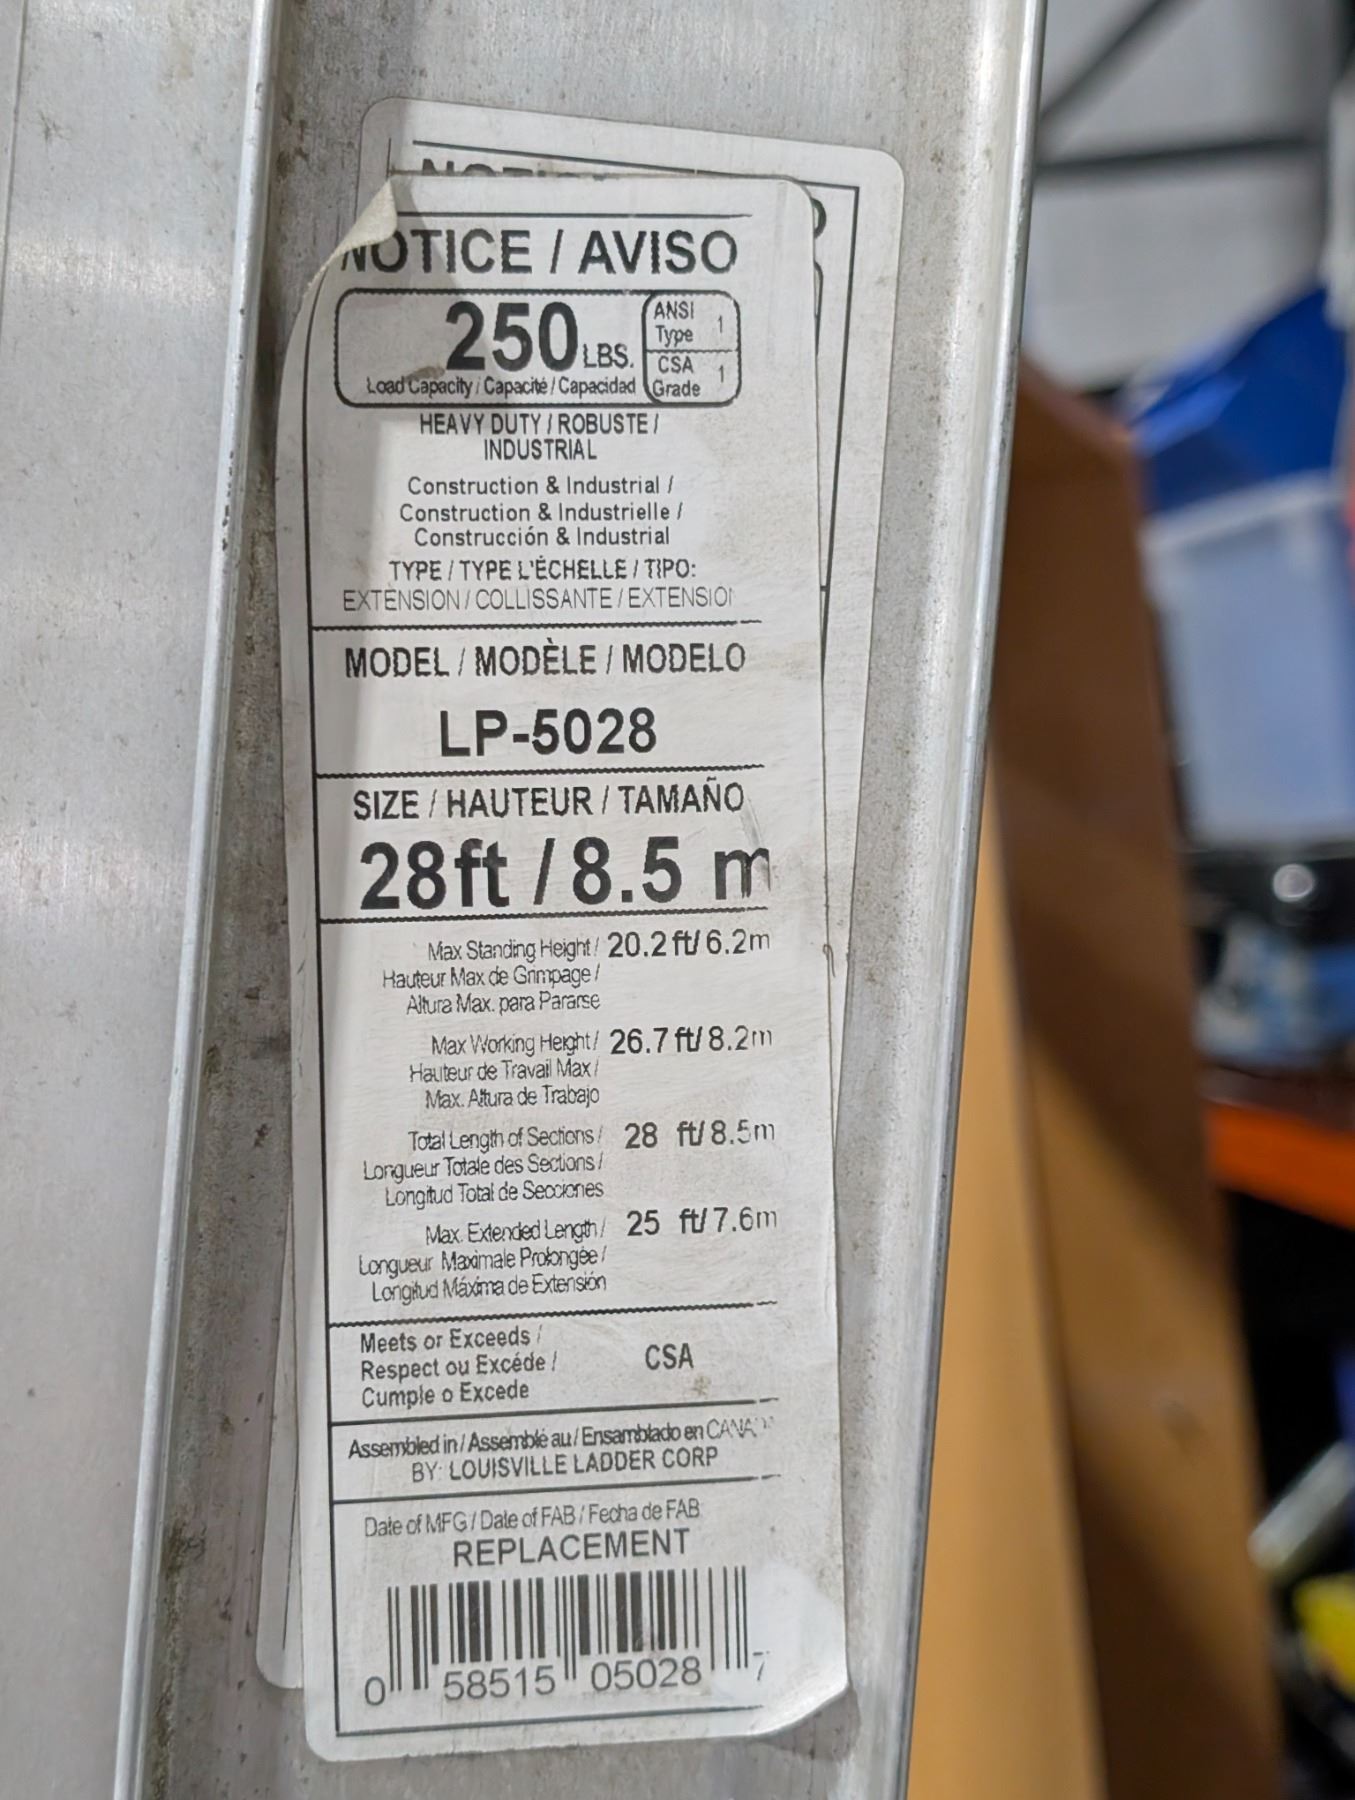 NOTICE / AVISO
250 LBS.
Load Capacity / Capacité / Capacidad
ANSI Type 1
CSA Grade 1
HEAVY DUTY / ROBUSTE /
INDUSTRIAL
Construction & Industrial /
Construction & Industrielle /
Construcción & Industrial
TYPE / TYPE L'ÉCHELLE / TIPO:
EXTENSION / COLLISSANTE / EXTENSION
MODEL / MODÈLE / MODELO
LP-5028
SIZE / HAUTEUR / TAMAÑO
28ft / 8.5 m
Max Standing Height / 20.2 ft/ 6.2m
Hauteur Max de Grimpage /
Altura Max. para Pararse
Max Working Height / 26.7 ft/ 8.2m
Hauteur de Travail Max /
Max. Altura de Trabajo
Total Length of Sections / 28 ft/ 8.5m
Longueur Totale des Sections /
Longitud Total de Secciones
Max. Extended Length / 25 ft/ 7.6m
Longueur Maximale Prolongée /
Longitud Máxima de Extensión
Meets or Exceeds /
Respect ou Excéde /
Cumple o Excede
CSA
Assembled in / Assemblé au / Ensamblado en CANADA
BY: LOUISVILLE LADDER CORP
Date of MFG / Date of FAB / Fecha de FAB
REPLACEMENT
0 58515 05028 7